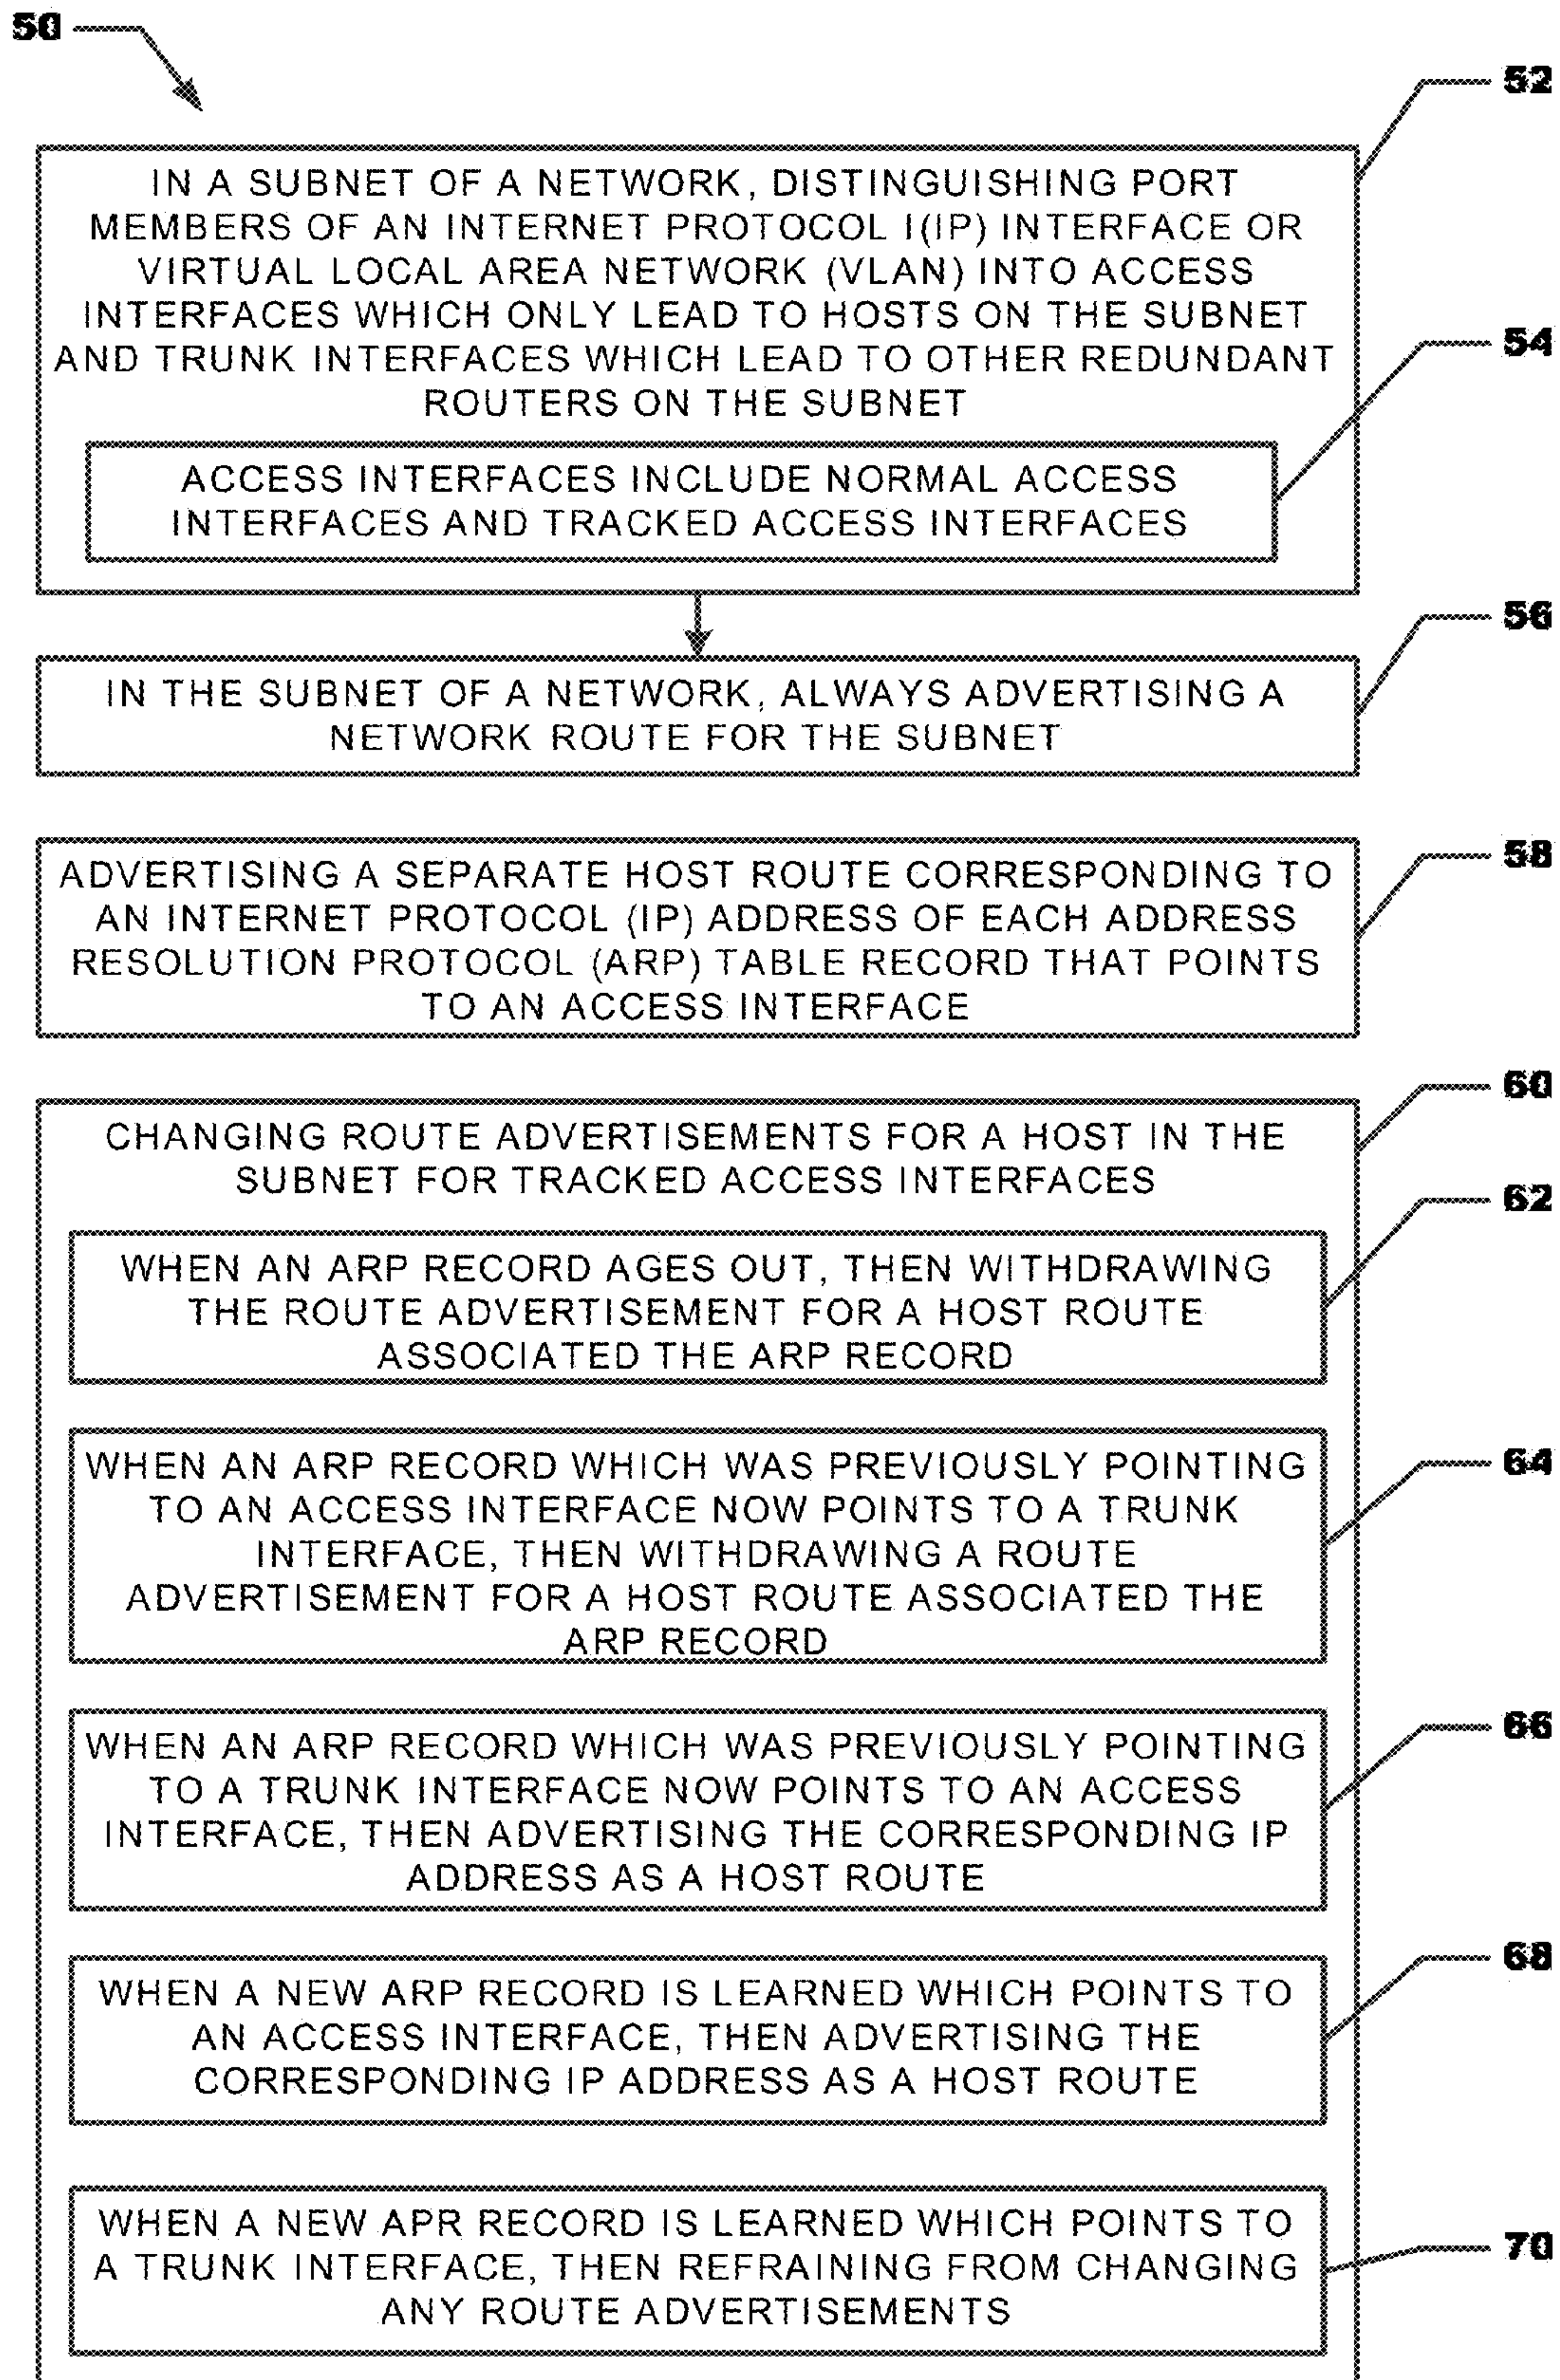 50
52
IN A SUBNET OF A NETWORK, DISTINGUISHING PORT
MEMBERS OF AN INTERNET PROTOCOL I(IP) INTERFACE OR
VIRTUAL LOCAL AREA NETWORK (VLAN) INTO ACCESS
INTERFACES WHICH ONLY LEAD TO HOSTS ON THE SUBNET
AND TRUNK INTERFACES WHICH LEAD TO OTHER REDUNDANT
ROUTERS ON THE SUBNET
54
ACCESS INTERFACES INCLUDE NORMAL ACCESS
INTERFACES AND TRACKED ACCESS INTERFACES
56
IN THE SUBNET OF A NETWORK, ALWAYS ADVERTISING A
NETWORK ROUTE FOR THE SUBNET
58
ADVERTISING A SEPARATE HOST ROUTE CORRESPONDING TO
AN INTERNET PROTOCOL (IP) ADDRESS OF EACH ADDRESS
RESOLUTION PROTOCOL (ARP) TABLE RECORD THAT POINTS
TO AN ACCESS INTERFACE
60
CHANGING ROUTE ADVERTISEMENTS FOR A HOST IN THE
SUBNET FOR TRACKED ACCESS INTERFACES
62
WHEN AN ARP RECORD AGES OUT, THEN WITHDRAWING
THE ROUTE ADVERTISEMENT FOR A HOST ROUTE
ASSOCIATED THE ARP RECORD
64
WHEN AN ARP RECORD WHICH WAS PREVIOUSLY POINTING
TO AN ACCESS INTERFACE NOW POINTS TO A TRUNK
INTERFACE, THEN WITHDRAWING A ROUTE
ADVERTISEMENT FOR A HOST ROUTE ASSOCIATED THE
ARP RECORD
66
WHEN AN ARP RECORD WHICH WAS PREVIOUSLY POINTING
TO A TRUNK INTERFACE NOW POINTS TO AN ACCESS
INTERFACE, THEN ADVERTISING THE CORRESPONDING IP
ADDRESS AS A HOST ROUTE
68
WHEN A NEW ARP RECORD IS LEARNED WHICH POINTS TO
AN ACCESS INTERFACE, THEN ADVERTISING THE
CORRESPONDING IP ADDRESS AS A HOST ROUTE
70
WHEN A NEW APR RECORD IS LEARNED WHICH POINTS TO
A TRUNK INTERFACE, THEN REFRAINING FROM CHANGING
ANY ROUTE ADVERTISEMENTS